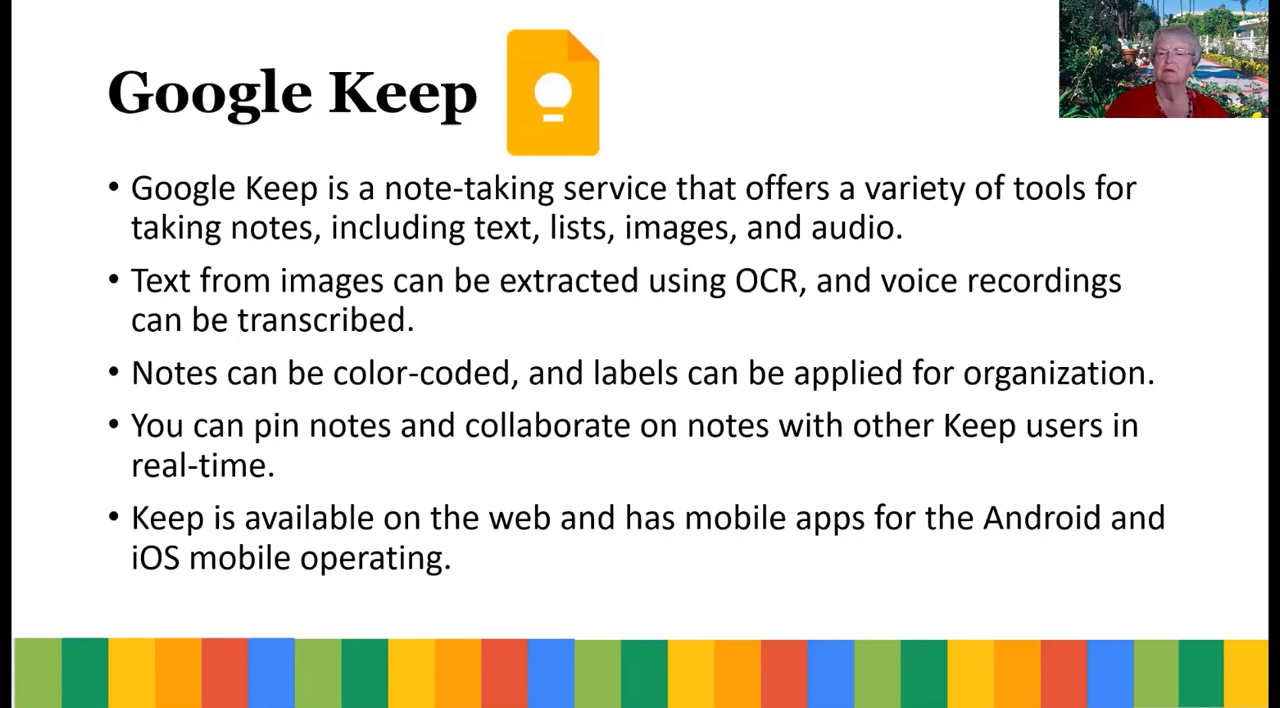 Google Keep
• Google Keep is a note-taking service that offers a variety of tools for
taking notes, including text, lists, images, and audio.
• Text from images can be extracted using OCR, and voice recordings
can be transcribed.
• Notes can be color-coded, and labels can be applied for organization.
• You can pin notes and collaborate on notes with other Keep users in
real-time.
• Keep is available on the web and has mobile apps for the Android and
iOS mobile operating.